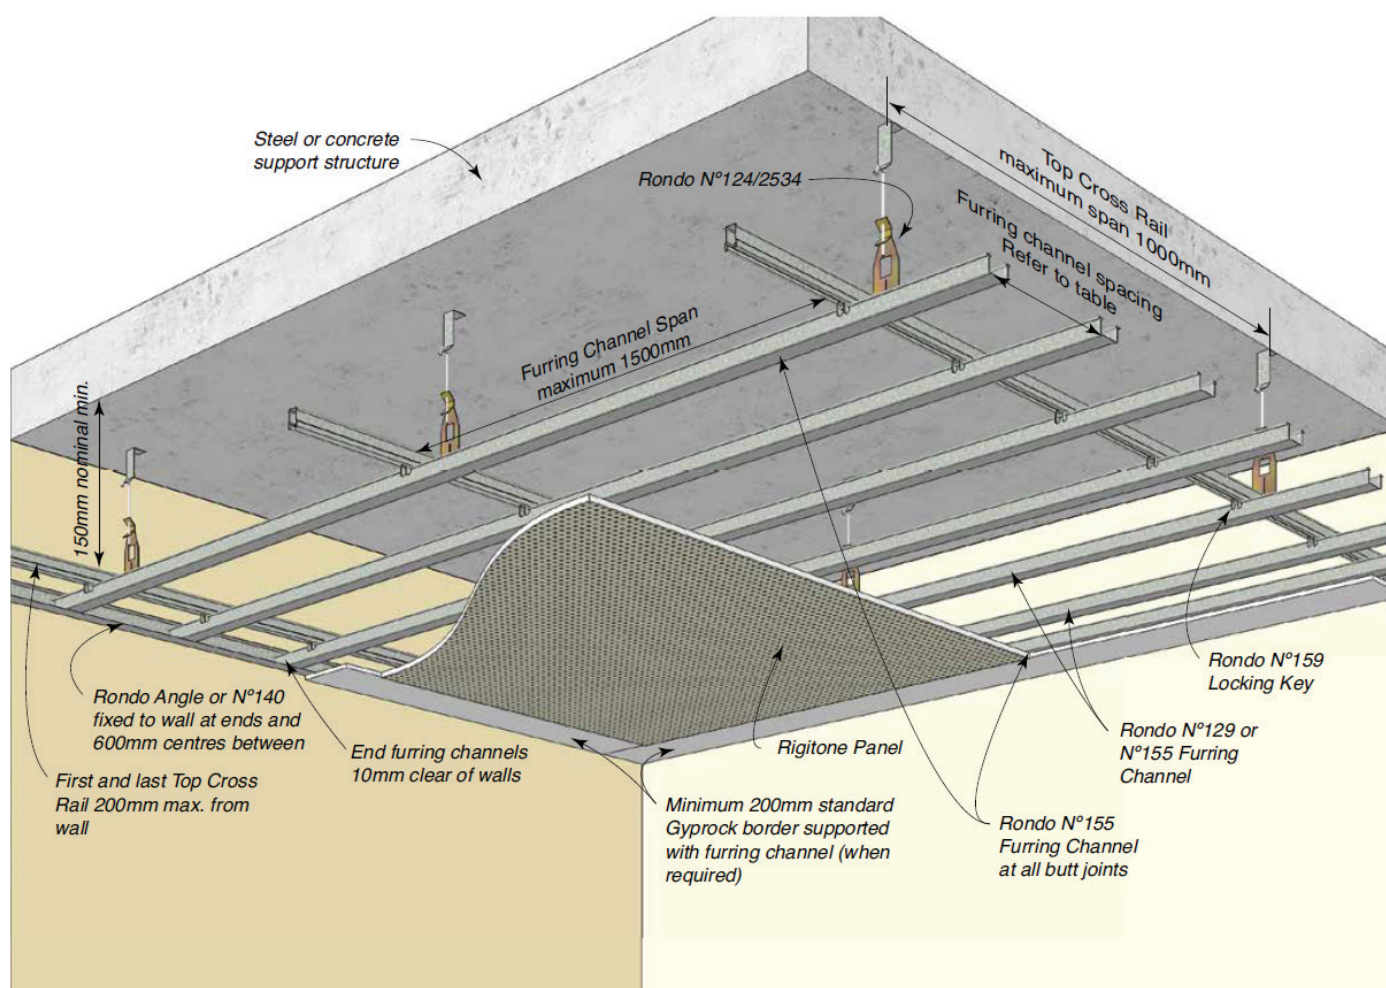 Steel or concrete
support structure
Rondo Nº124/2534
Top Cross Rail
maximum span 1000mm
Furring channel spacing
Refer to table
Furring Channel Span
maximum 1500mm
150mm nominal min.
Rondo Angle or Nº140
fixed to wall at ends and
600mm centres between
First and last Top Cross
Rail 200mm max. from
wall
End furring channels
10mm clear of walls
Rigitone Panel
Minimum 200mm standard
Gyprock border supported
with furring channel (when
required)
Rondo Nº159
Locking Key
Rondo Nº129 or
Nº155 Furring
Channel
Rondo Nº155
Furring Channel
at all butt joints